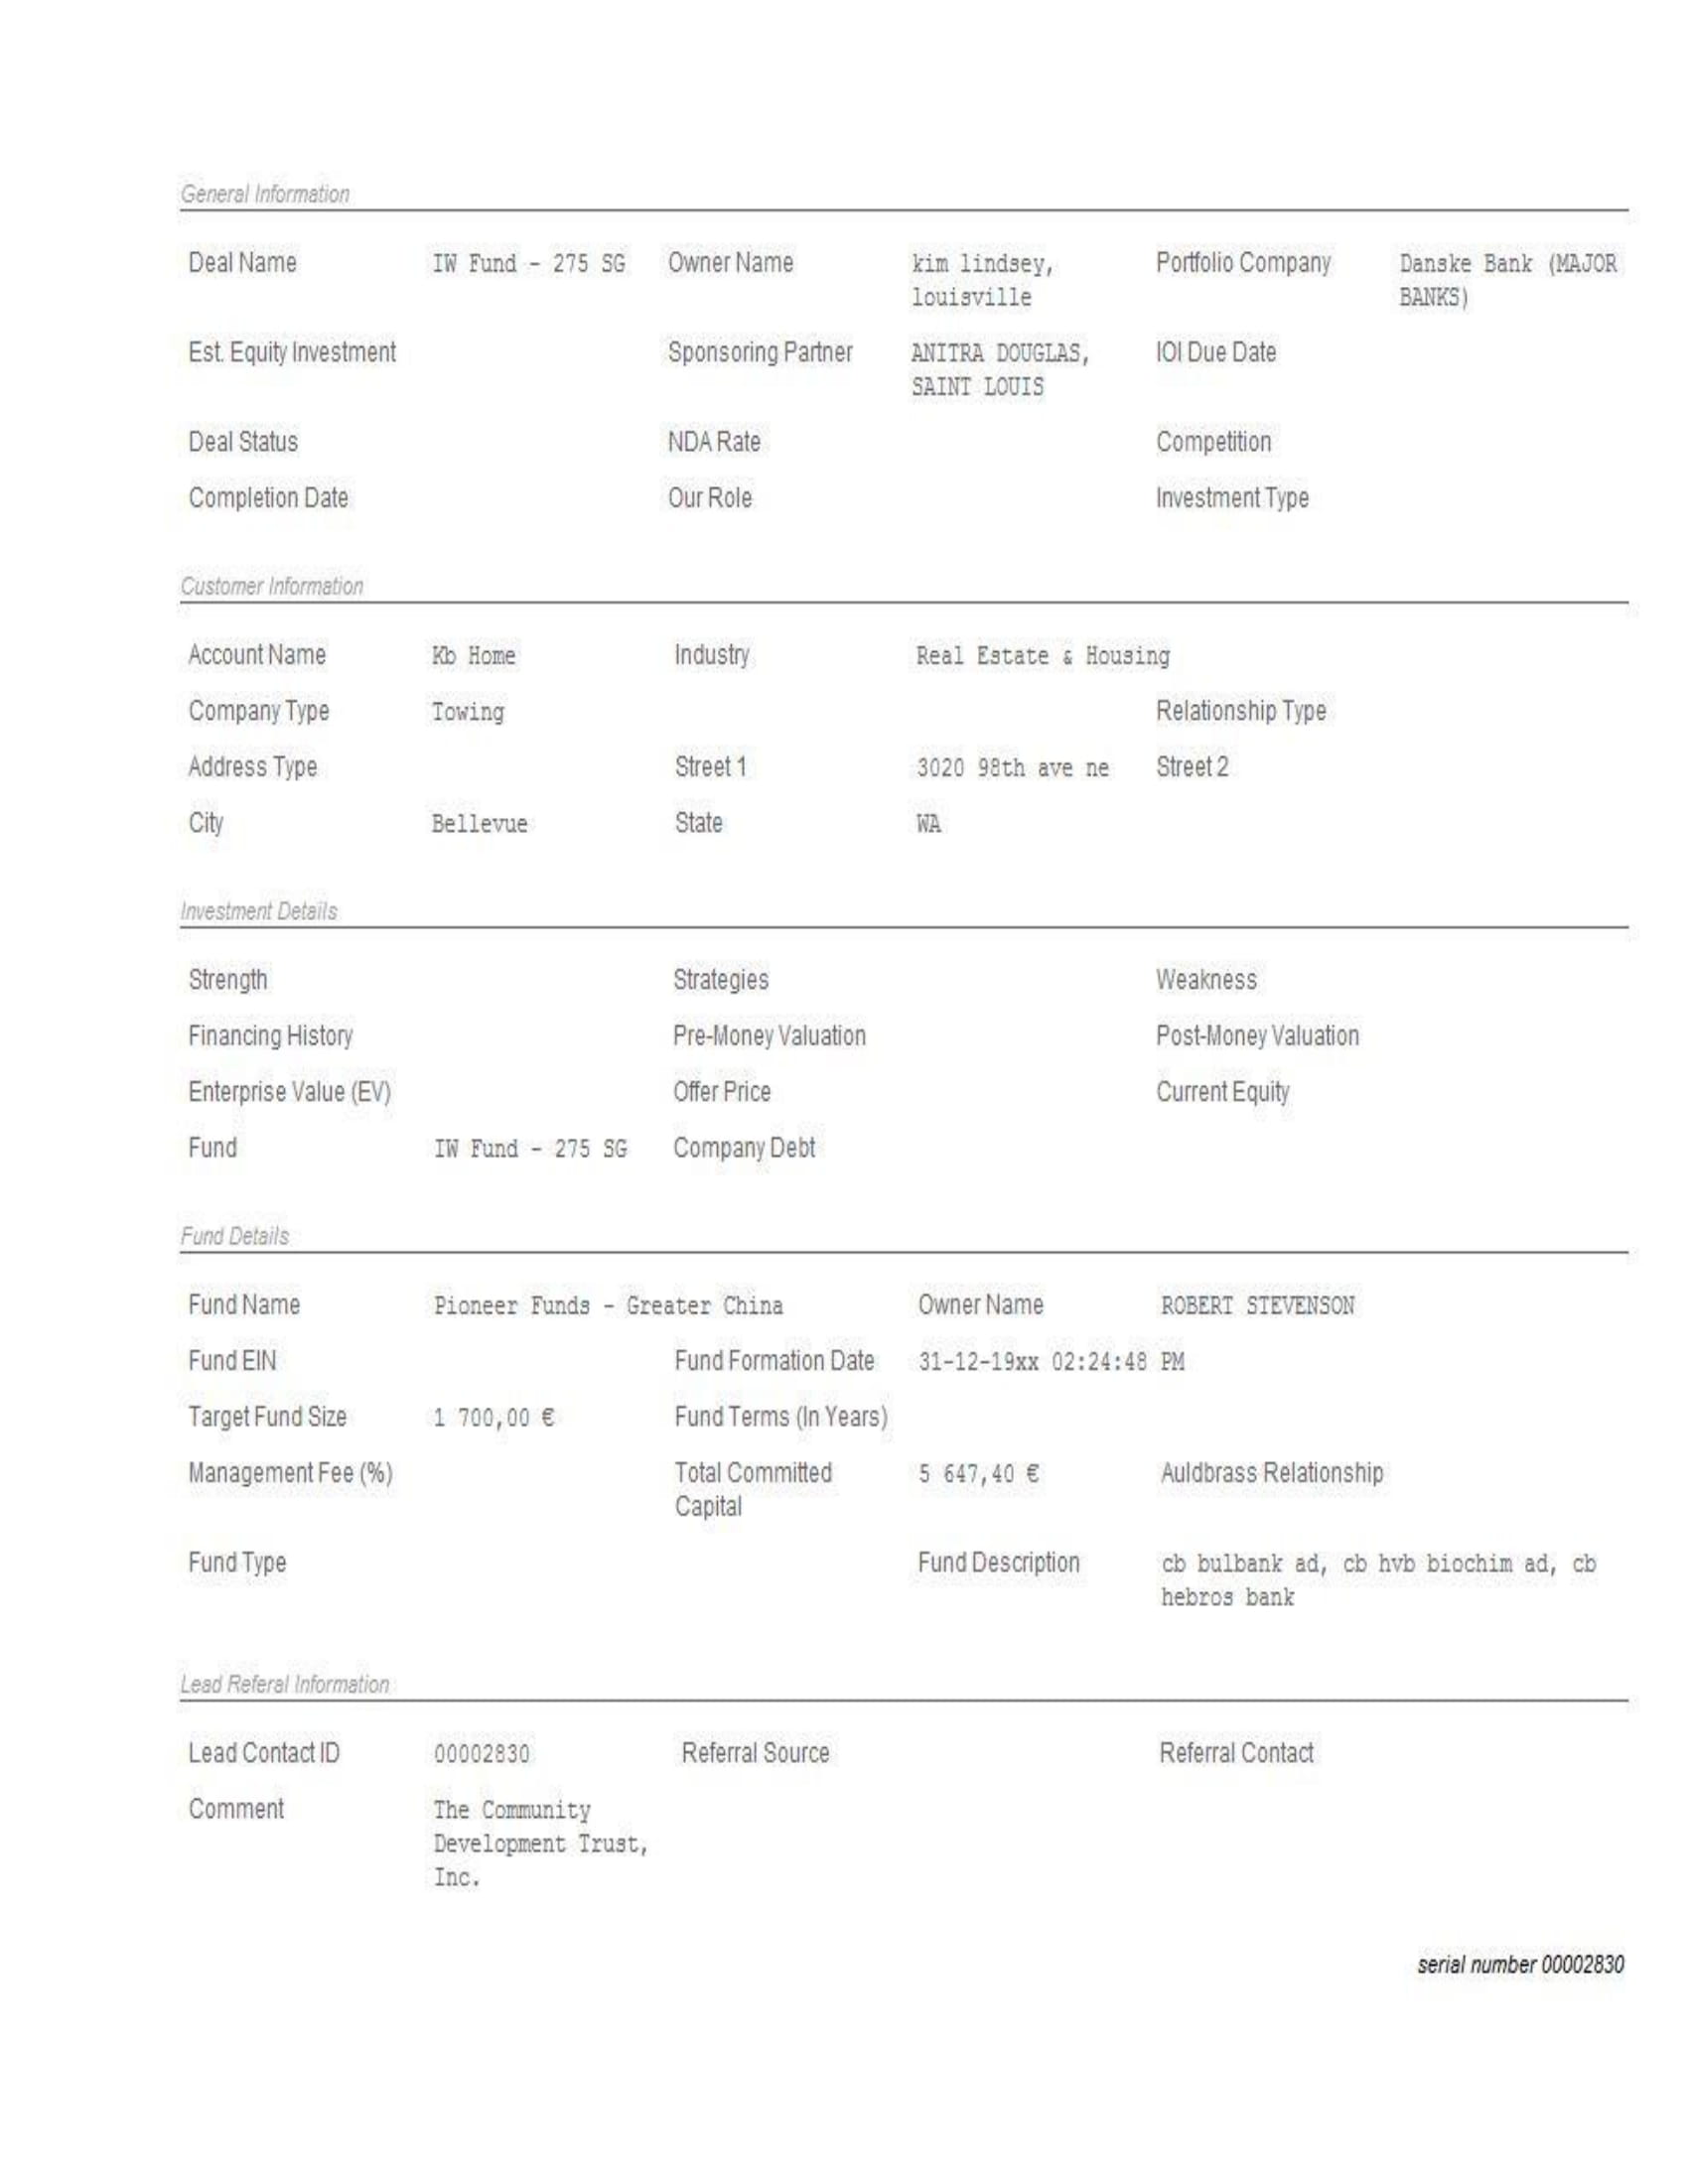 General Information
Deal Name IW Fund - 275 SG Owner Name kim lindsey, Portfolio Company Danske Bank (MAJOR
louisville BANKS)
Est. Equity Investment Sponsoring Partner ANITRA DOUGLAS, IOI Due Date
SAINT LOUIS
Deal Status NDA Rate Competition
Completion Date Our Role Investment Type
Customer Information
Account Name Kb Home Industry Real Estate & Housing
Company Type Towing Relationship Type
Address Type Street 1 3020 98th ave ne Street 2
City Bellevue State WA
Investment Details
Strength Strategies Weakness
Financing History Pre-Money Valuation Post-Money Valuation
Enterprise Value (EV) Offer Price Current Equity
Fund IW Fund - 275 SG Company Debt
Fund Details
Fund Name Pioneer Funds - Greater China Owner Name ROBERT STEVENSON
Fund EIN Fund Formation Date 31-12-19xx 02:24:48 PM
Target Fund Size 1 700,00 € Fund Terms (In Years)
Management Fee (%) Total Committed 5 647,40 € Auldbrass Relationship
Capital
Fund Type Fund Description cb bulbank ad, cb hvb biochim ad, cb
hebros bank
Lead Referal Information
Lead Contact ID 00002830 Referral Source Referral Contact
Comment The Community
Development Trust,
Inc.
serial number 00002830